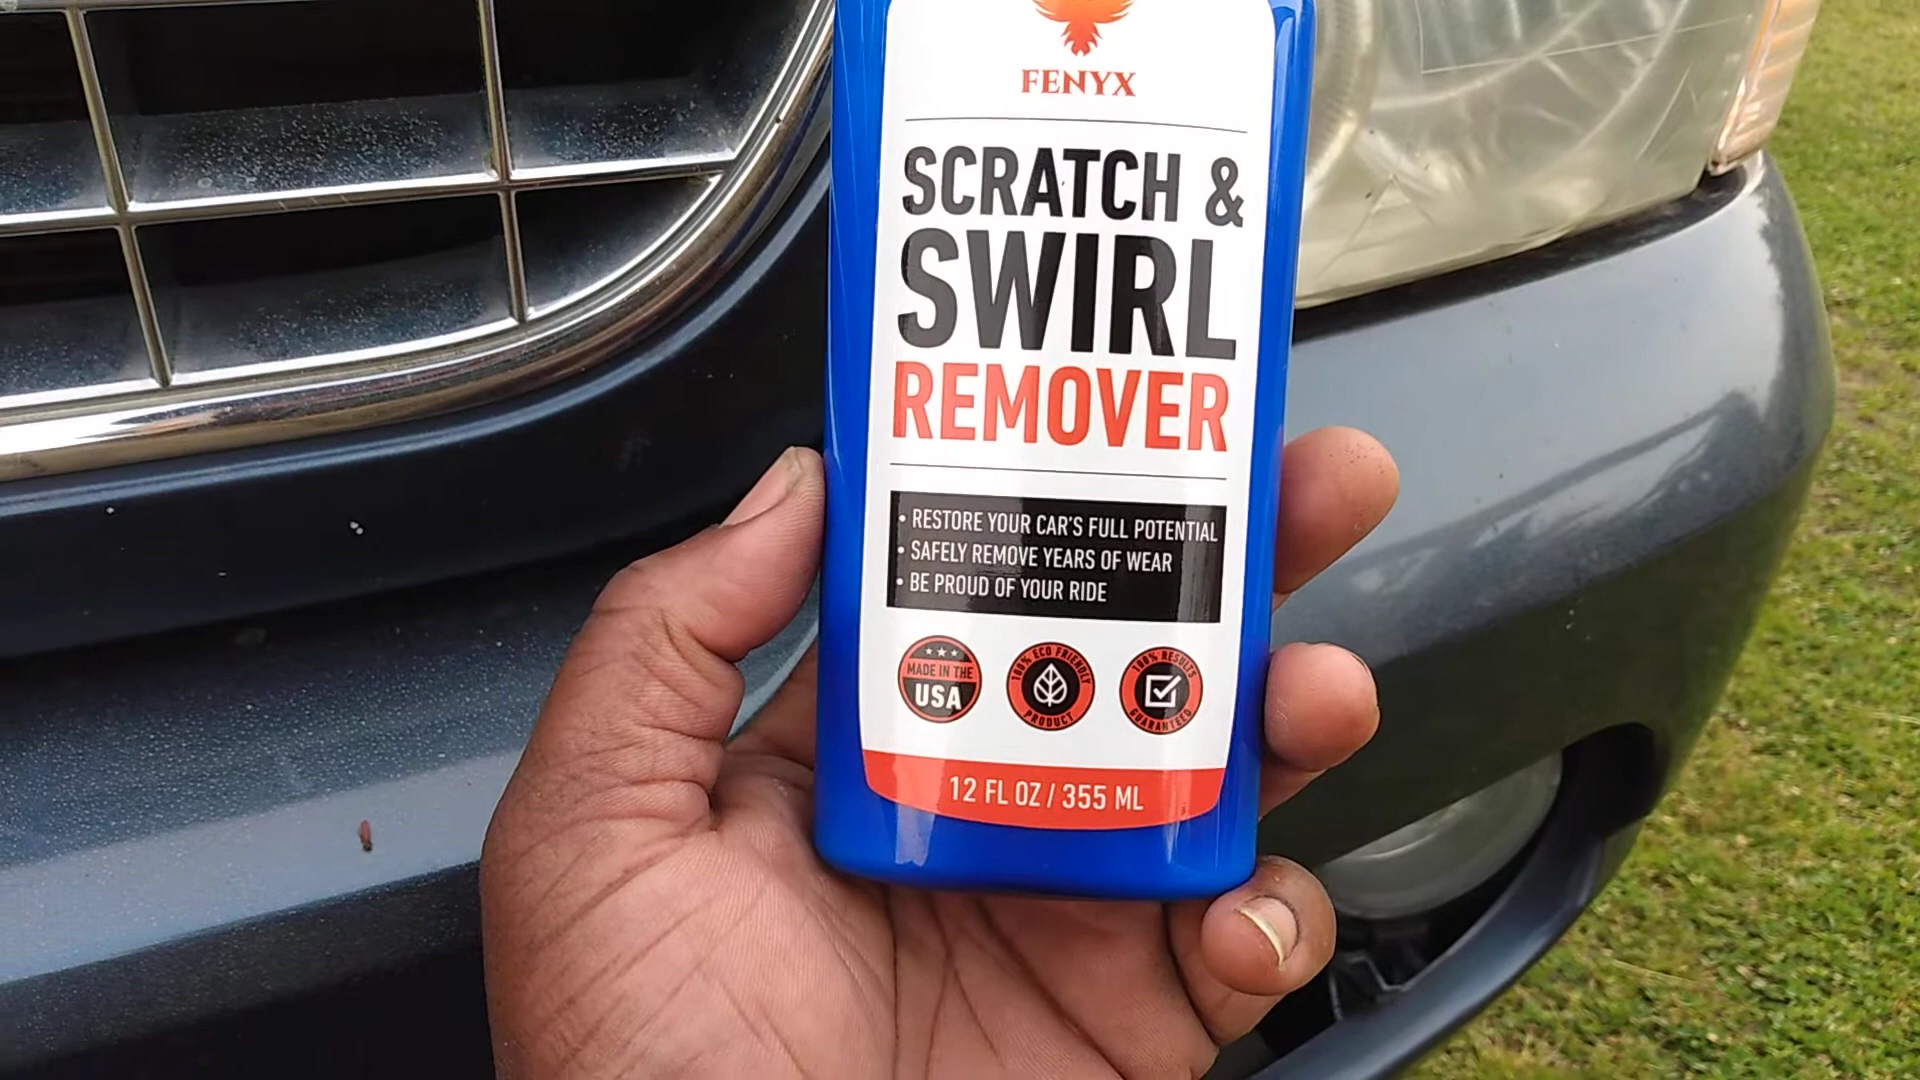 FENYX
SCRATCH &
SWIRL
REMOVER
• RESTORE YOUR CAR'S FULL POTENTIAL
• SAFELY REMOVE YEARS OF WEAR
• BE PROUD OF YOUR RIDE
MADE IN THE
USA
100% ECO FRIENDLY
PRODUCT
100% RESULTS
GUARANTEED
12 FL OZ / 355 ML